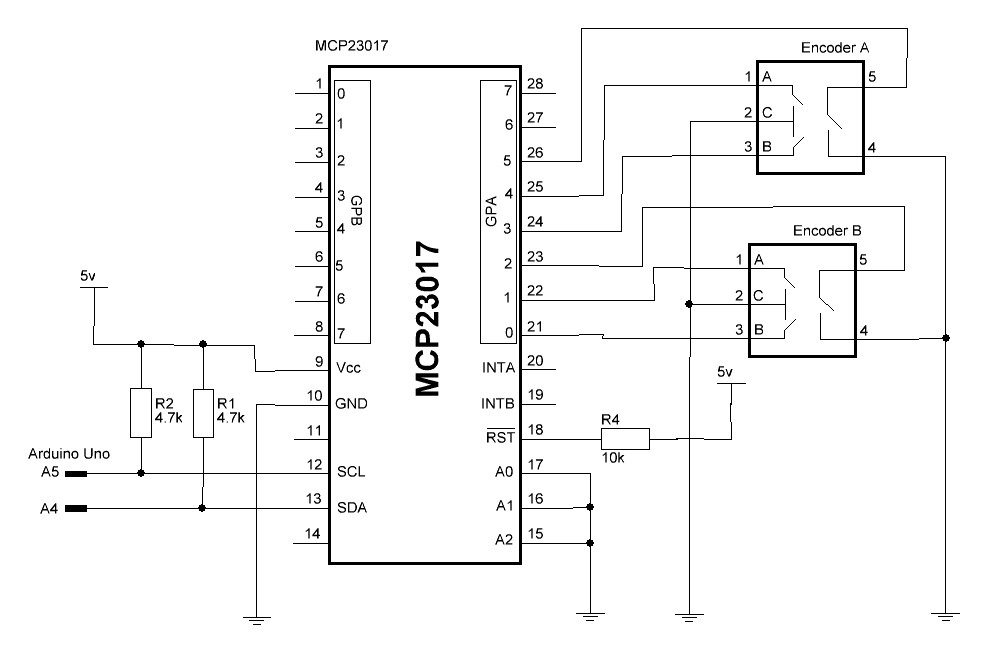 MCP23017
Encoder A
1 0
7 28
1 A
5
2 1
6 27
2 C
3 2
5 26
3 B
4
4 3
4 25
5 4
GPB
GPA
3 24
Encoder B
6 5
2 23
1 A
5
7 6
1 22
2 C
8 7
0 21
3 B
4
MCP23017
5v
9 Vcc
INTA 20
5v
10 GND
INTB 19
R2
4.7k
R1
4.7k
11
RST 18
R4
10k
Arduino Uno
A5
12 SCL
A0 17
A4
13 SDA
A1 16
14
A2 15